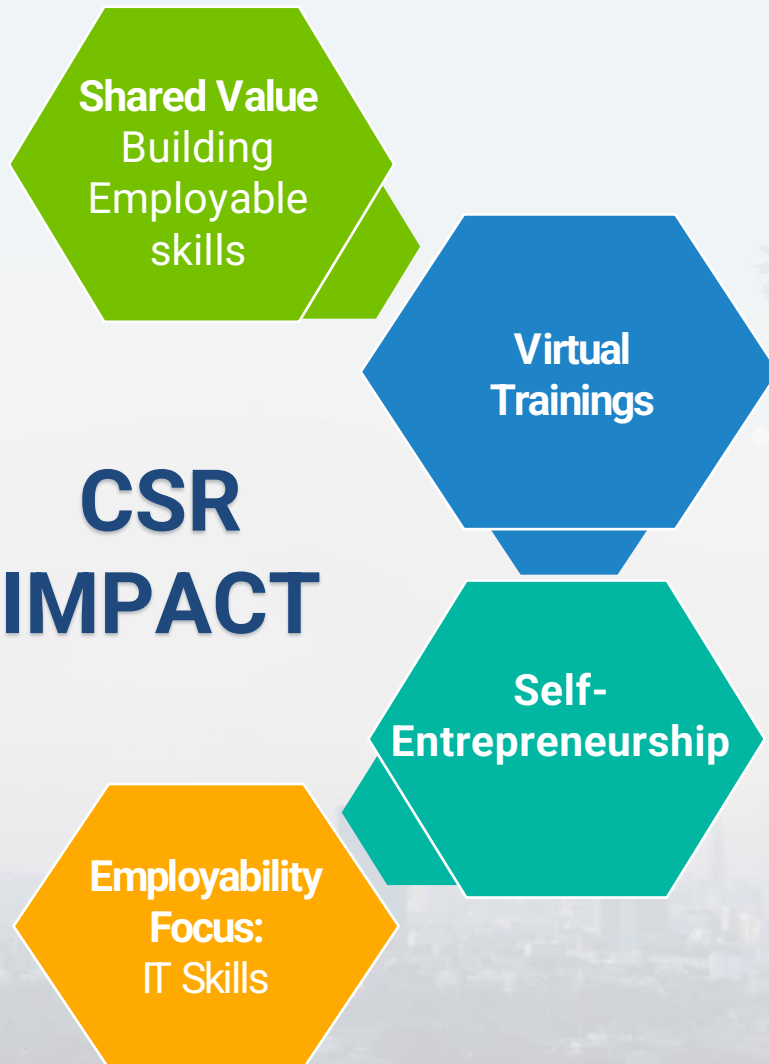 Shared Value
Building
Employable
skills
Virtual
Trainings
CSR
IMPACT
Self-
Entrepreneurship
Employability
Focus:
IT Skills